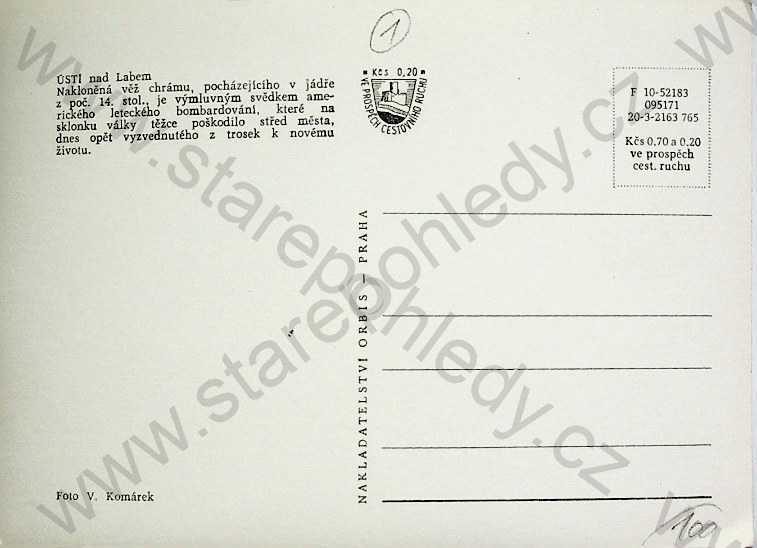 ÚSTÍ nad Labem
Nakloněná věž chrámu, pocházejícího v jádře
z poč. 14. stol., je výmluvným svědkem ame-
rického leteckého bombardování, které na
sklonku války těžce poškodilo střed města,
dnes opět vyzvednutého z trosek k novému
životu.
Foto V. Komárek
1
Kčs 0,20
VE PROSPĚCH CESTOVNÍHO RUCHU
NAKLADATELSTVÍ ORBIS – PRAHA
F 10-52183
095171
20-3-2163 765
Kčs 0,70 a 0.20
ve prospěch
cest. ruchu
100
www.starepohledy.cz
www.starepohledy.cz